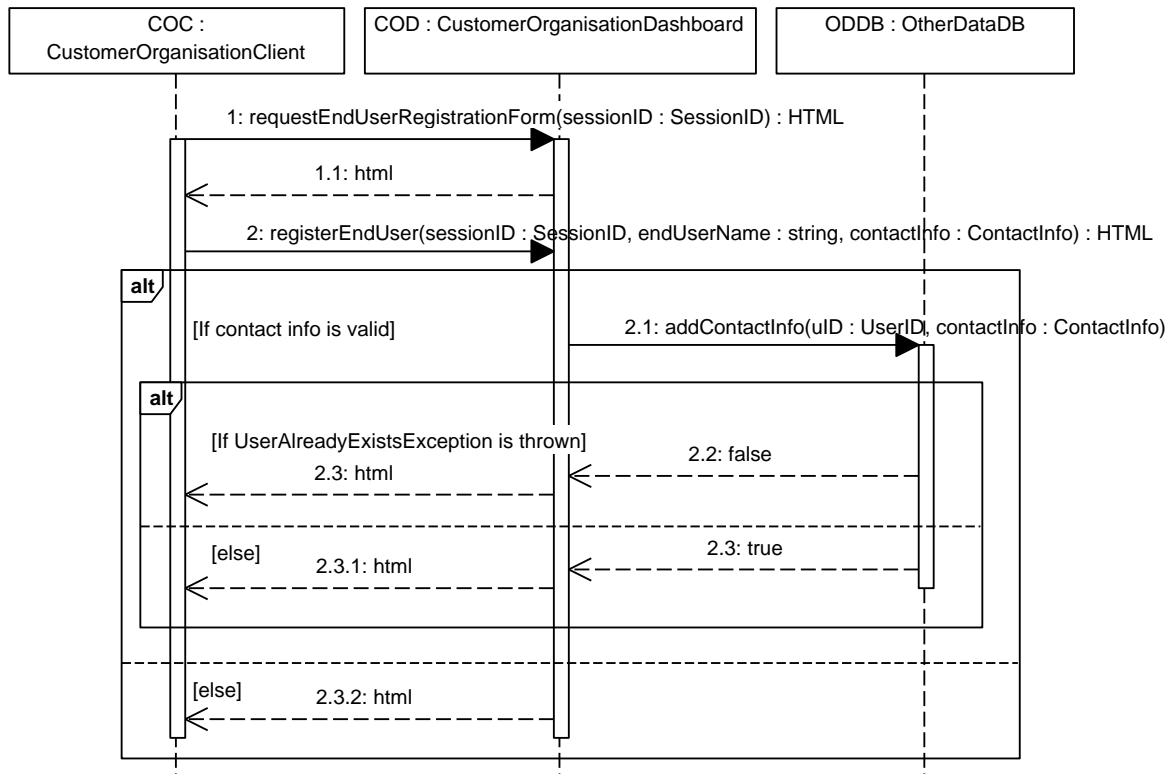 COC :
CustomerOrganisationClient
COD : CustomerOrganisationDashboard
ODDB : OtherDataDB
1: requestEndUserRegistrationForm(sessionID : SessionID) : HTML
1.1: html
2: registerEndUser(sessionID : SessionID, endUserName : string, contactInfo : ContactInfo) : HTML
alt
[If contact info is valid]
2.1: addContactInfo(uID : UserID, contactInfo : ContactInfo)
alt
[If UserAlreadyExistsException is thrown]
2.2: false
2.3: html
[else]
2.3: true
2.3.1: html
[else]
2.3.2: html